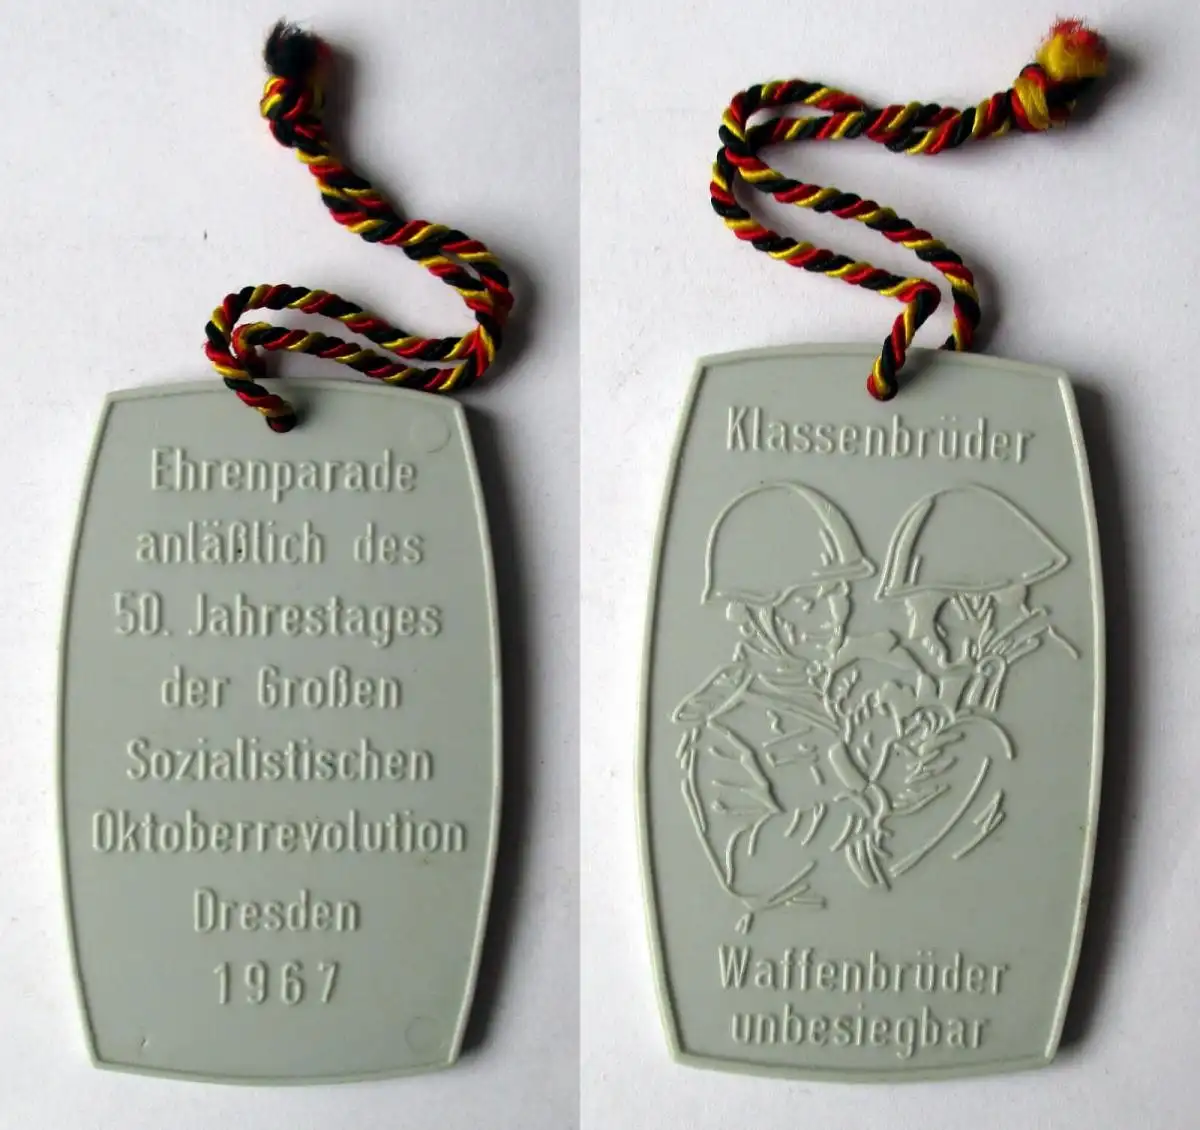 Ehrenparade
anläßlich des
50. Jahrestages
der Großen
Sozialistischen
Oktoberrevolution
Dresden
1967
Klassenbrüder
Waffenbrüder
unbesiegbar